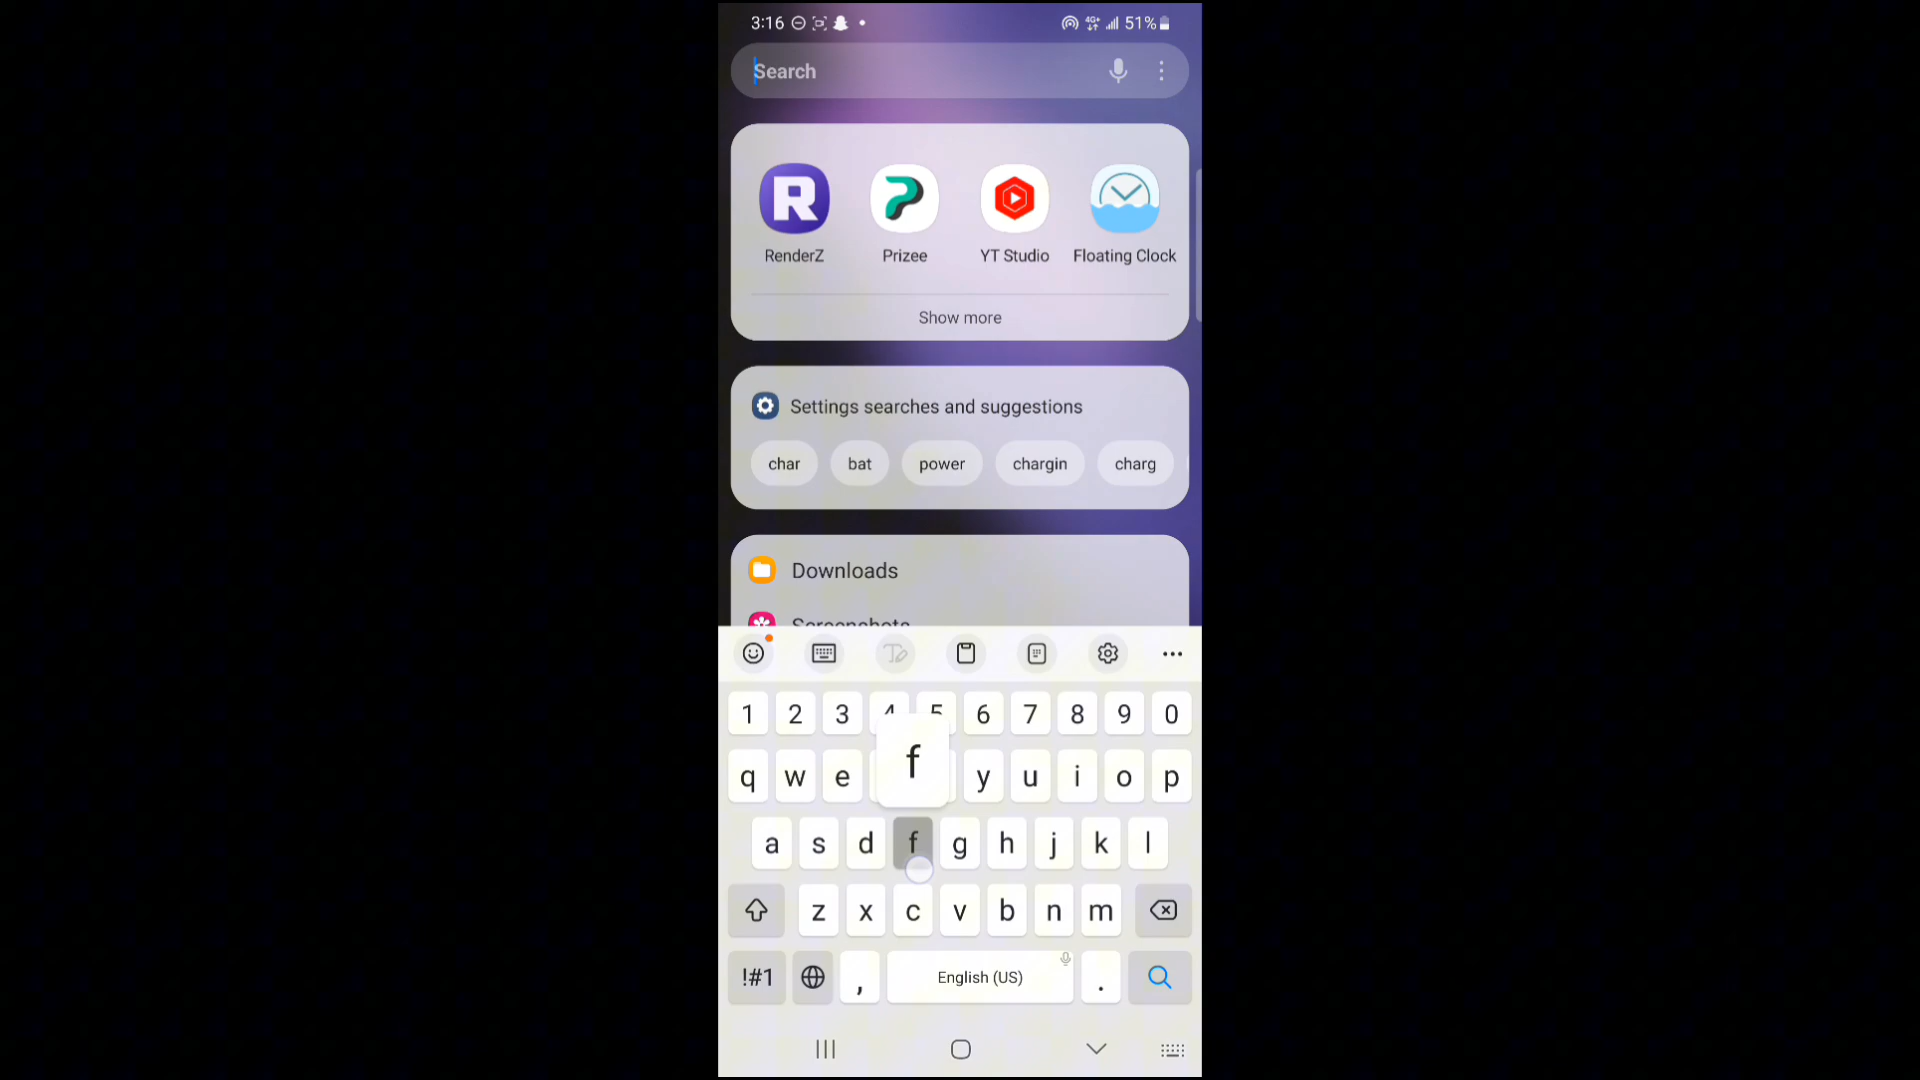 3:16 4G+ 51%
Search
RenderZ Prizee YT Studio Floating Clock
Show more
Settings searches and suggestions
char bat power chargin charg
Downloads
Screenshots
1 2 3 4 5 6 7 8 9 0
f
q w e y u i o p
a s d f g h j k l
z x c v b n m
!#1 , English (US) .